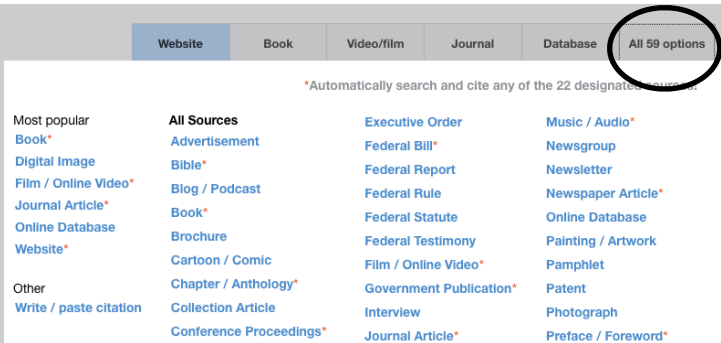 Website Book Video/film Journal Database All 59 options
*Automatically search and cite any of the 22 designated sources.
Most popular
Book*
Digital Image
Film / Online Video*
Journal Article*
Online Database
Website*
Other
Write / paste citation
All Sources
Advertisement
Bible*
Blog / Podcast
Book*
Brochure
Cartoon / Comic
Chapter / Anthology*
Collection Article
Conference Proceedings*
Executive Order
Federal Bill*
Federal Report
Federal Rule
Federal Statute
Federal Testimony
Film / Online Video*
Government Publication*
Interview
Journal Article*
Music / Audio*
Newsgroup
Newsletter
Newspaper Article*
Online Database
Painting / Artwork
Pamphlet
Patent
Photograph
Preface / Foreword*